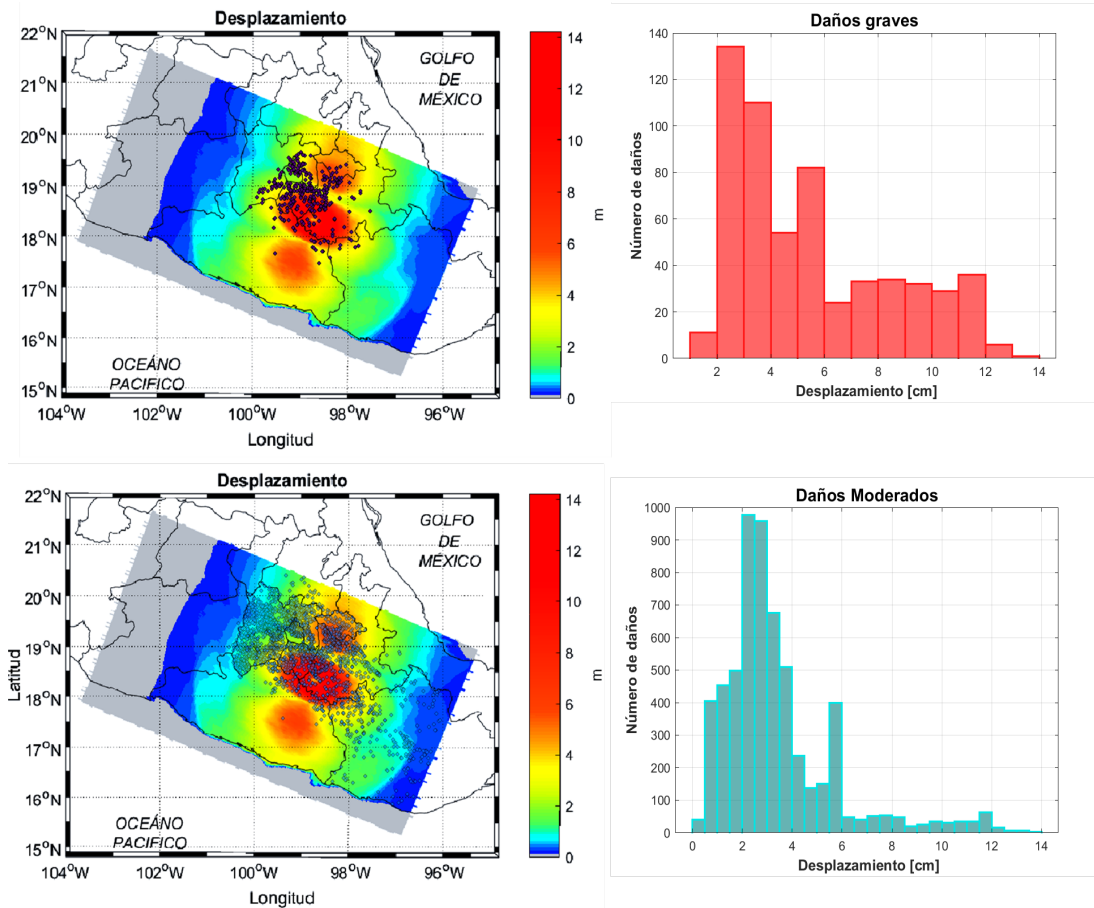 Desplazamiento
22°N
21°N
20°N
19°N
18°N
17°N
16°N
15°N
104°W
102°W
100°W
98°W
96°W
Longitud
GOLFO
DE
MÉXICO
OCEÁNO
PACIFICO
14
12
10
8
6
4
2
0
m
Daños graves
Número de daños
140
120
100
80
60
40
20
0
2
4
6
8
10
12
14
Desplazamiento [cm]
Desplazamiento
Latitud
22°N
21°N
20°N
19°N
18°N
17°N
16°N
15°N
104°W
102°W
100°W
98°W
96°W
Longitud
GOLFO
DE
MÉXICO
OCEÁNO
PACIFICO
14
12
10
8
6
4
2
0
m
Daños Moderados
Número de daños
1000
900
800
700
600
500
400
300
200
100
0
0
2
4
6
8
10
12
14
Desplazamiento [cm]